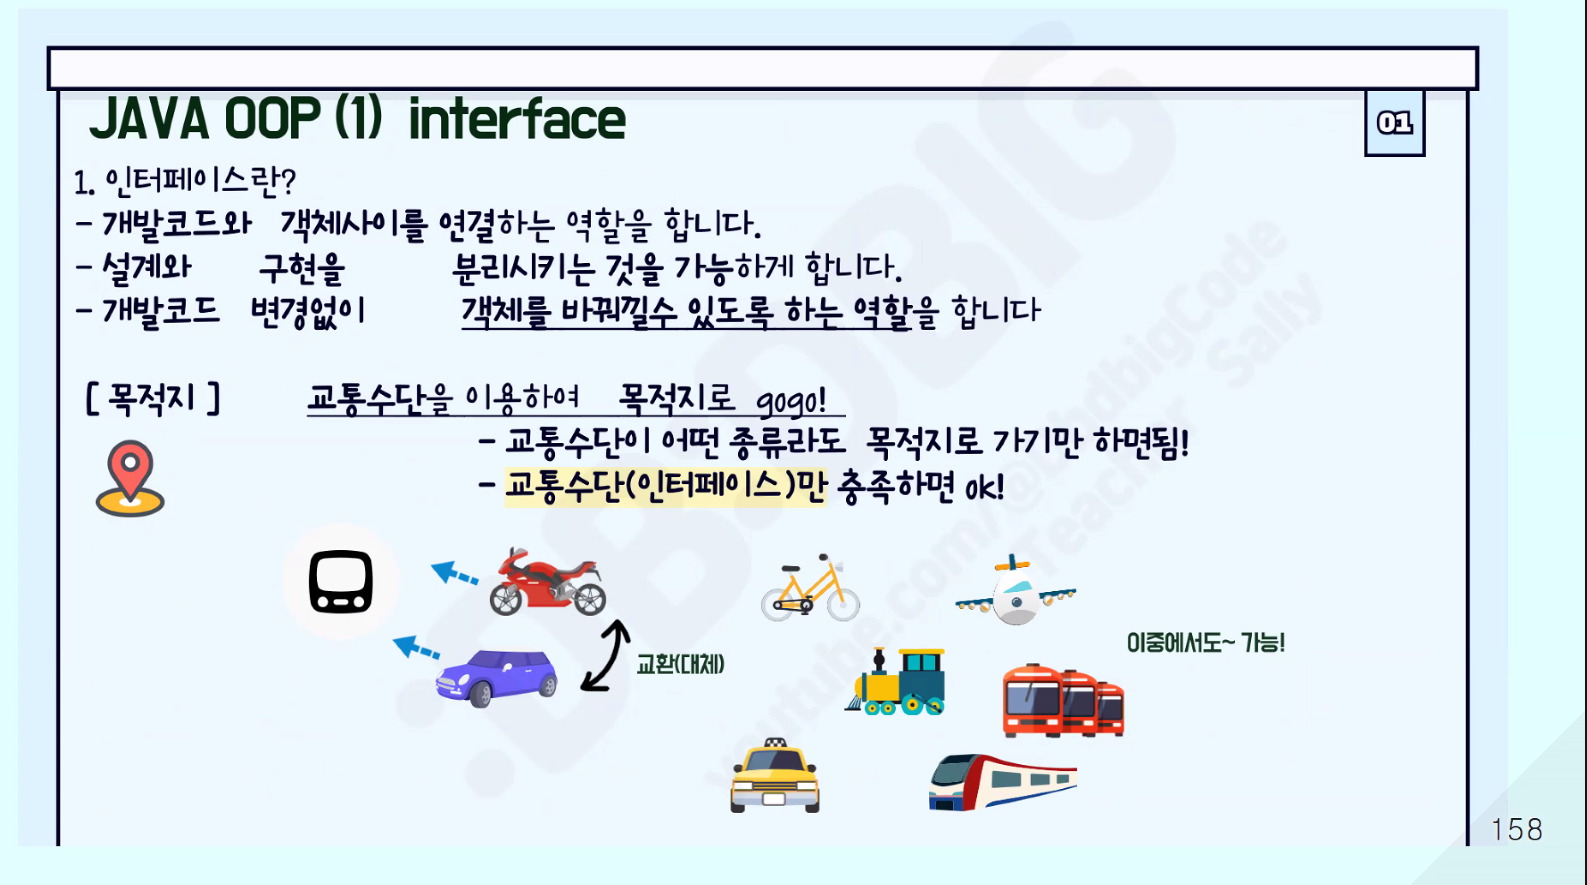 JAVA OOP (1) interface
01
1. 인터페이스란?
- 개발코드와 객체사이를 연결하는 역할을 합니다.
- 설계와 구현을 분리시키는 것을 가능하게 합니다.
- 개발코드 변경없이 객체를 바꿔낄수 있도록 하는 역할을 합니다
[ 목적지 ] 교통수단을 이용하여 목적지로 gogo!
- 교통수단이 어떤 종류라도 목적지로 가기만 하면됨!
- 교통수단(인터페이스)만 충족하면 ok!
교환(대체)
이중에서도~ 가능!
158
DBDBIG
youtube.com/@dbdbigCode
Teacher Sally